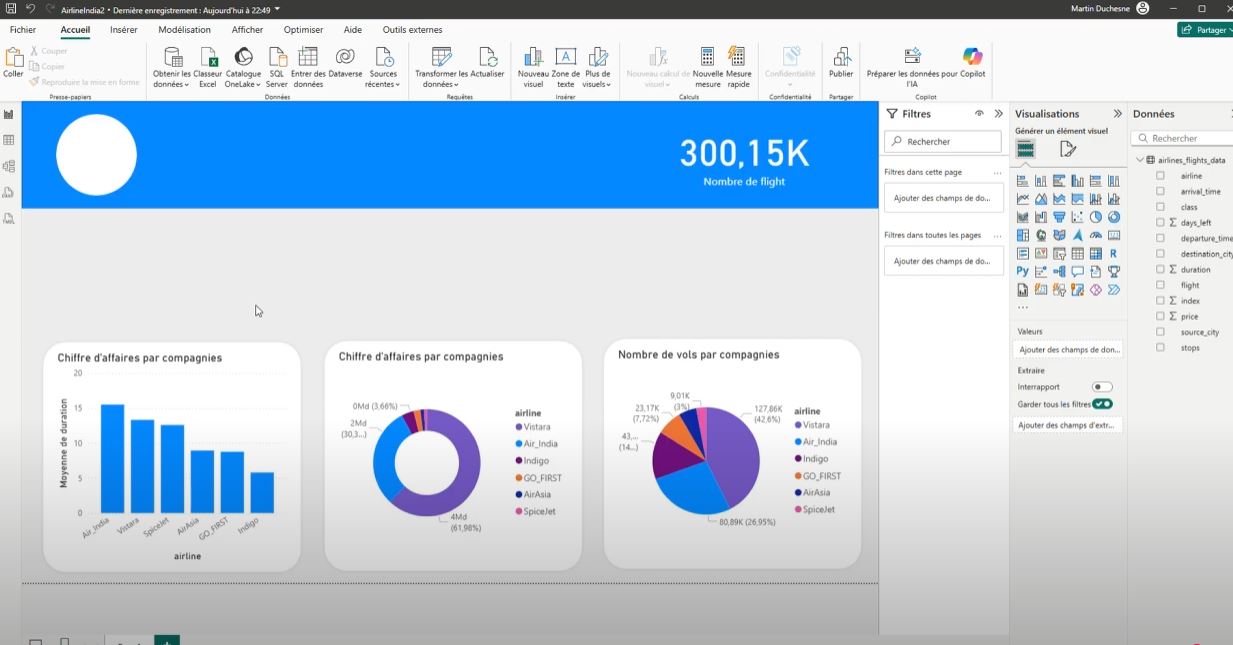 AirlineIndia2 • Dernière enregistrement : Aujourd'hui à 22:49
Martin Duchesne
Fichier Accueil Insérer Modélisation Afficher Optimiser Aide Outils externes
Partager
Coller
Couper
Copier
Reproduire la mise en forme
Presse-papiers
Obtenir les données
Classeur Excel
Catalogue OneLake
SQL Server
Entrer des données
Dataverse
Sources récentes
Données
Transformer les données
Actualiser
Requêtes
Nouveau visuel
Zone de texte
Plus de visuels
Insérer
Nouveau calcul de visuel
Nouvelle mesure
Mesure rapide
Calculs
Confidentialité
Confidentialité
Publier
Partager
Préparer les données pour l'IA
Copilot
Copilot
300,15K
Nombre de flight
Chiffre d'affaires par compagnies
20
15
10
5
0
Moyenne de duration
Air_India
Vistara
SpiceJet
AirAsia
GO_FIRST
Indigo
airline
Chiffre d'affaires par compagnies
0Md (3,66%)
2Md
(30,3...)
4Md
(61,98%)
airline
Vistara
Air_India
Indigo
GO_FIRST
AirAsia
SpiceJet
Nombre de vols par compagnies
9,01K
(3%)
23,17K
(7,72%)
43,...
(14...)
127,86K
(42,6%)
80,89K (26,95%)
airline
Vistara
Air_India
Indigo
GO_FIRST
AirAsia
SpiceJet
Filtres
Rechercher
Filtres dans cette page
...
Ajouter des champs de do...
Filtres dans toutes les pages
...
Ajouter des champs de do...
Visualisations
Générer un élément visuel
R
Py
...
Valeurs
Ajouter des champs de don...
Extraire
Interrapport
Garder tous les filtres
Ajouter des champs d'extr...
Données
Rechercher
airlines_flights_data
airline
arrival_time
class
days_left
departure_time
destination_city
duration
flight
index
price
source_city
stops